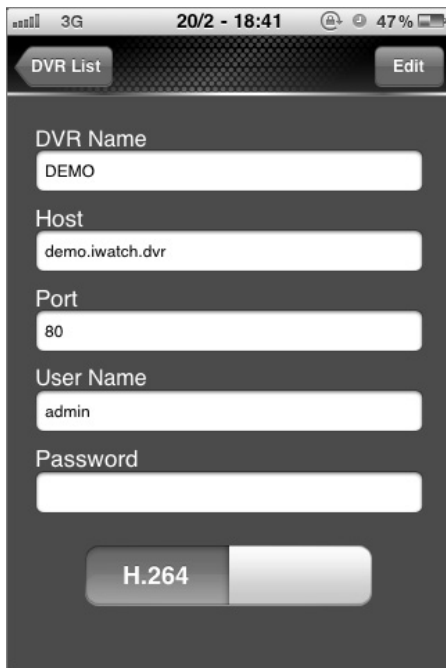 3G 20/2 - 18:41 47%
DVR List Edit
DVR Name
DEMO
Host
demo.iwatch.dvr
Port
80
User Name
admin
Password
H.264